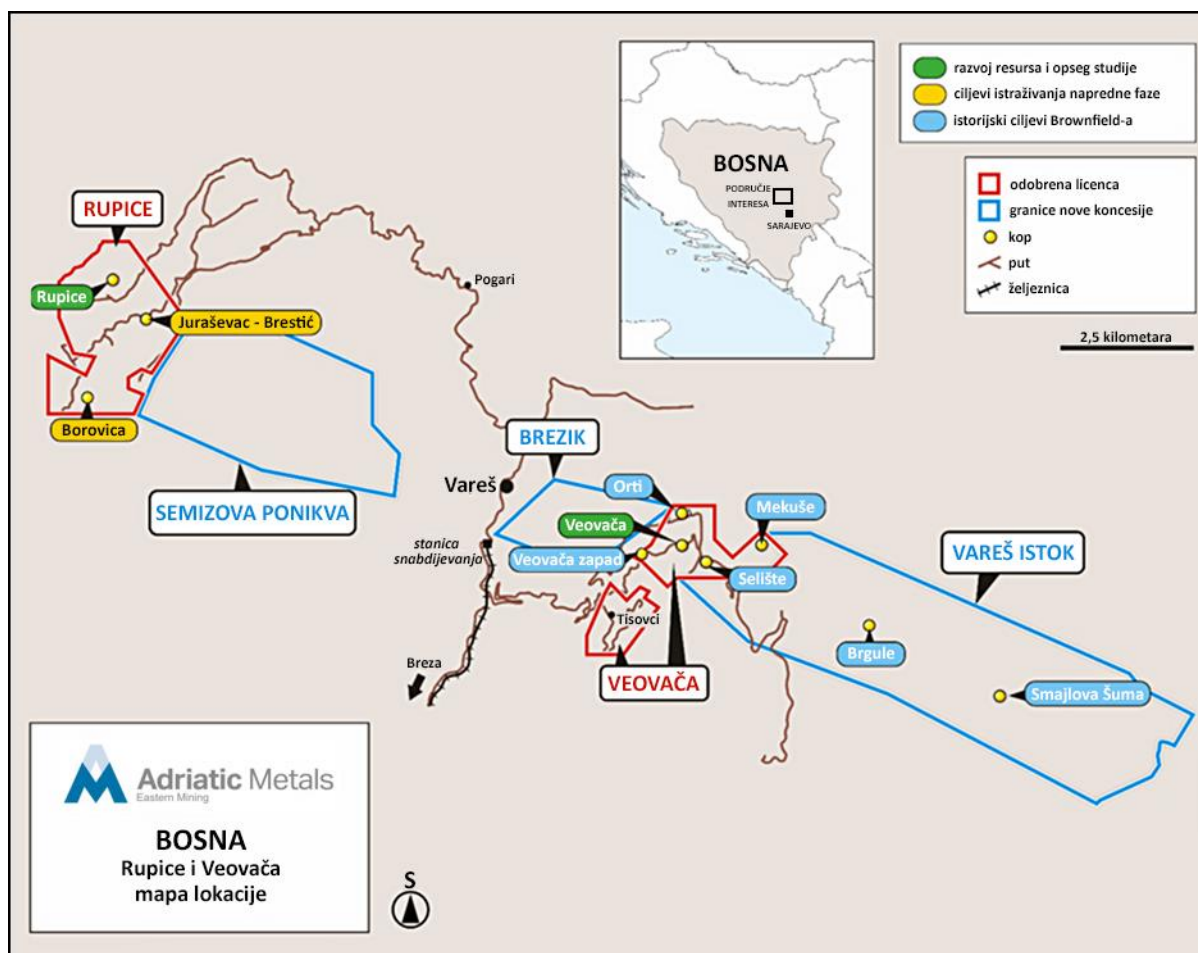 razvoj resursa i opseg studije
ciljevi istraživanja napredne faze
istorijski ciljevi Brownfield-a
BOSNA
PODRUČJE
INTERESA
SARAJEVO
odobrena licenca
granice nove koncesije
kop
put
željeznica
2,5 kilometara
RUPICE
Rupice
Juraševac - Brestić
Borovica
Pogari
SEMIZOVA PONIKVA
BREZIK
Vareš
Orti
Mekuše
Veovača
stanica
snabdijevanja
Veovača zapad
Selište
VAREŠ ISTOK
Tisovci
Brgule
Breza
VEOVAČA
Smajlova Šuma
Adriatic Metals
Eastern Mining
BOSNA
Rupice i Veovača
mapa lokacije
S